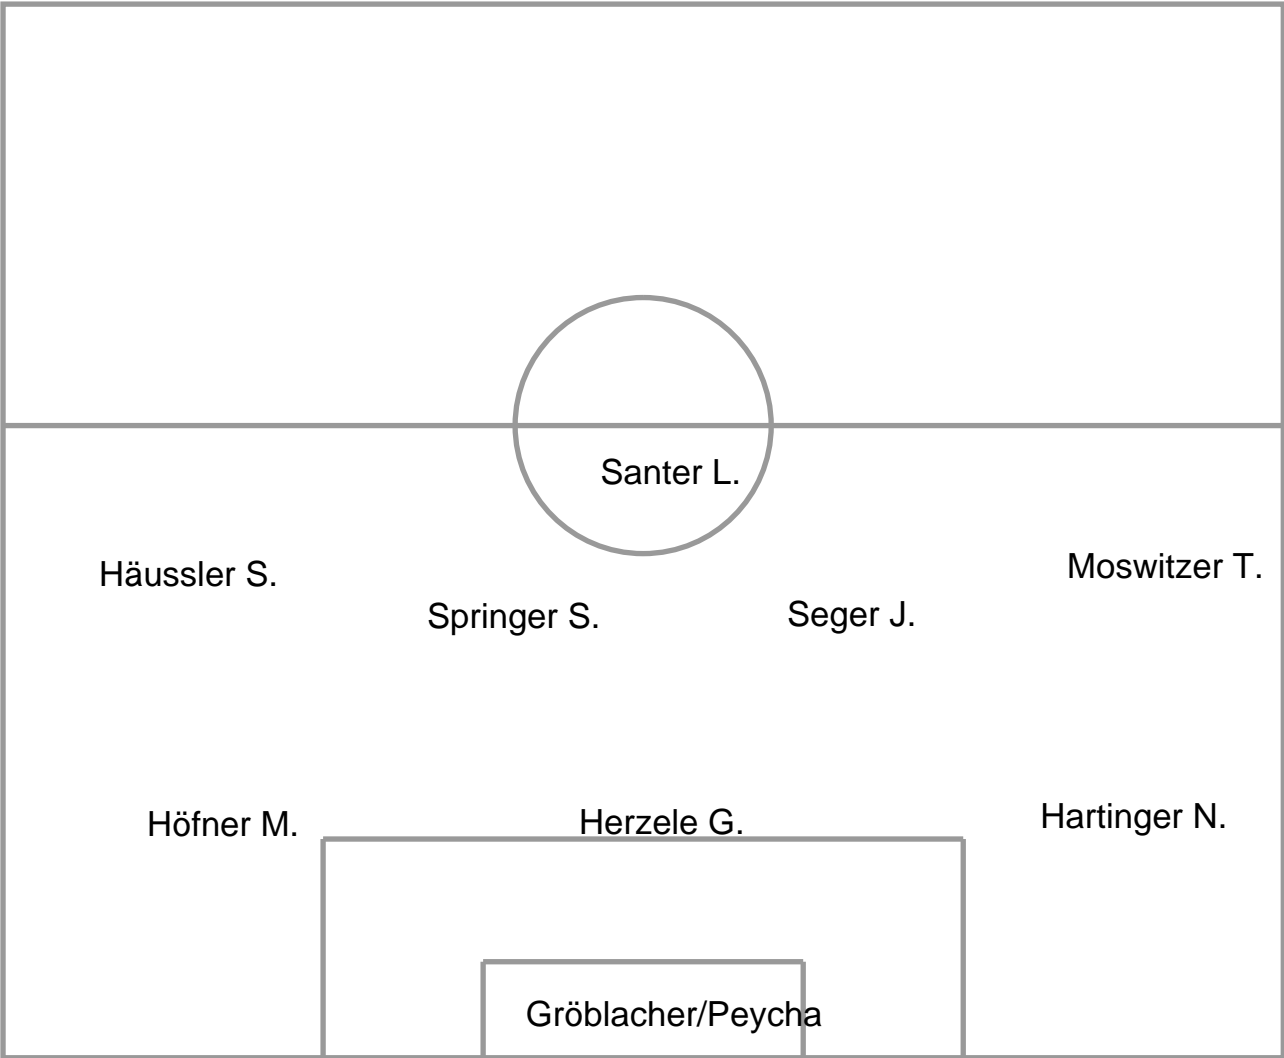 Santer L.
Häussler S.
Moswitzer T.
Springer S.
Seger J.
Höfner M.
Herzele G.
Hartinger N.
Gröblacher/Peycha